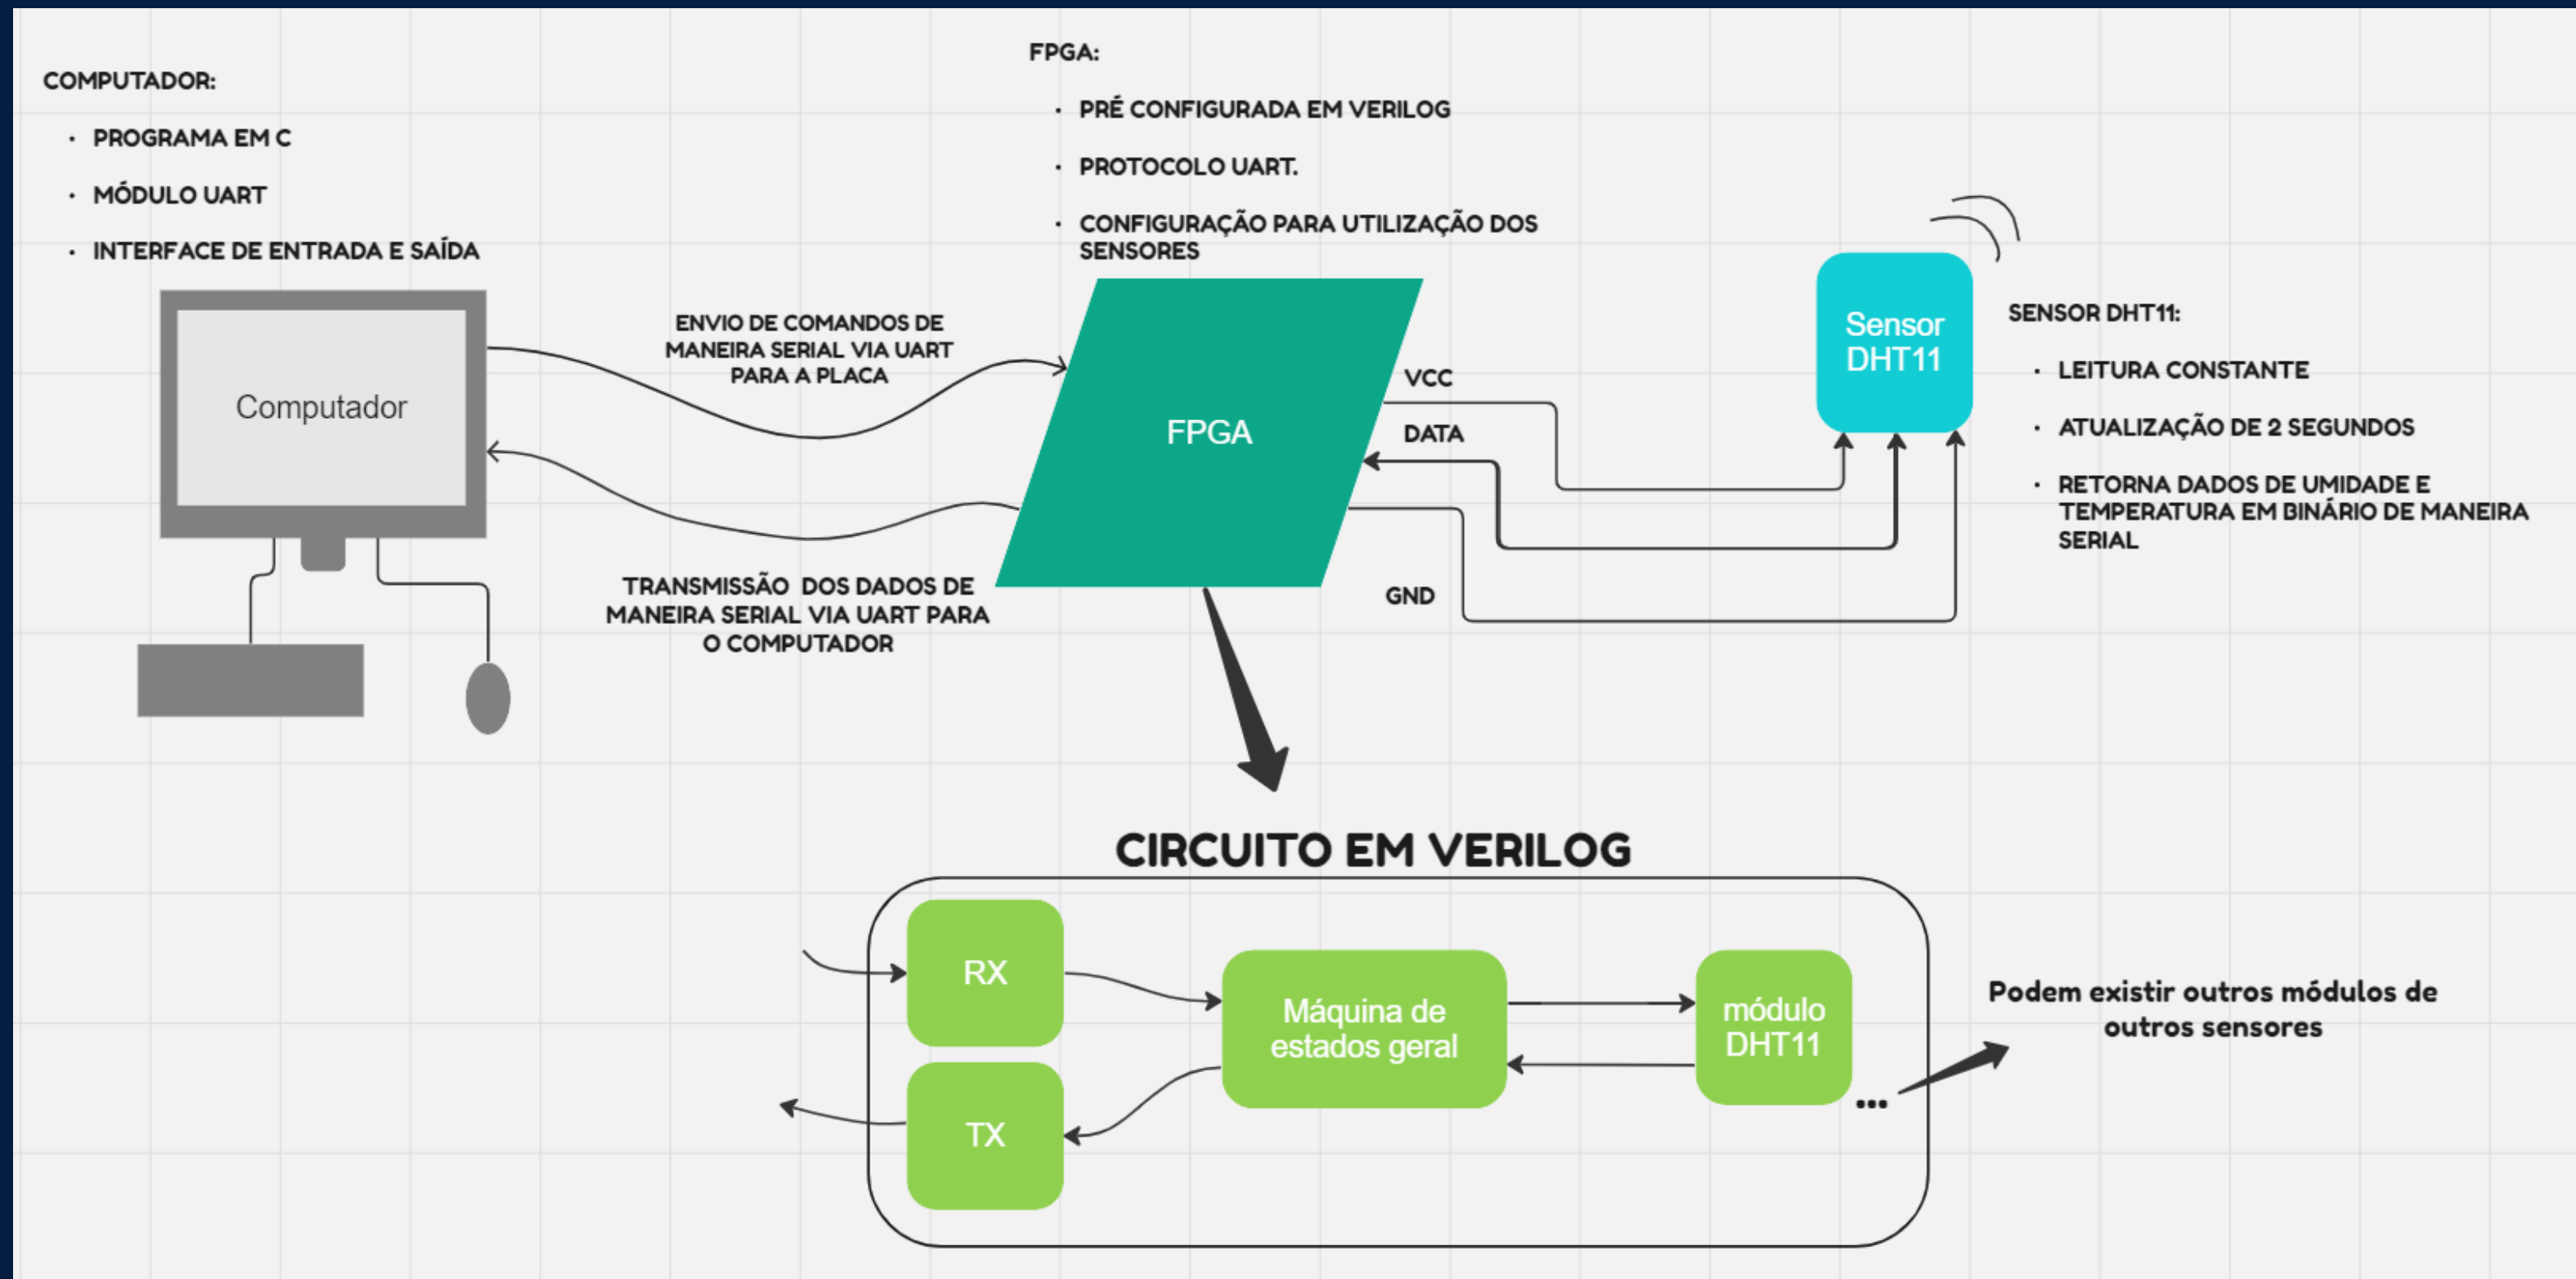 COMPUTADOR:
• PROGRAMA EM C
• MÓDULO UART
• INTERFACE DE ENTRADA E SAÍDA
Computador
ENVIO DE COMANDOS DE
MANEIRA SERIAL VIA UART
PARA A PLACA
TRANSMISSÃO DOS DADOS DE
MANEIRA SERIAL VIA UART PARA
O COMPUTADOR
FPGA:
• PRÉ CONFIGURADA EM VERILOG
• PROTOCOLO UART.
• CONFIGURAÇÃO PARA UTILIZAÇÃO DOS
SENSORES
FPGA
VCC
DATA
GND
Sensor
DHT11
SENSOR DHT11:
• LEITURA CONSTANTE
• ATUALIZAÇÃO DE 2 SEGUNDOS
• RETORNA DADOS DE UMIDADE E
TEMPERATURA EM BINÁRIO DE MANEIRA
SERIAL
CIRCUITO EM VERILOG
RX
TX
Máquina de
estados geral
módulo
DHT11
...
Podem existir outros módulos de
outros sensores